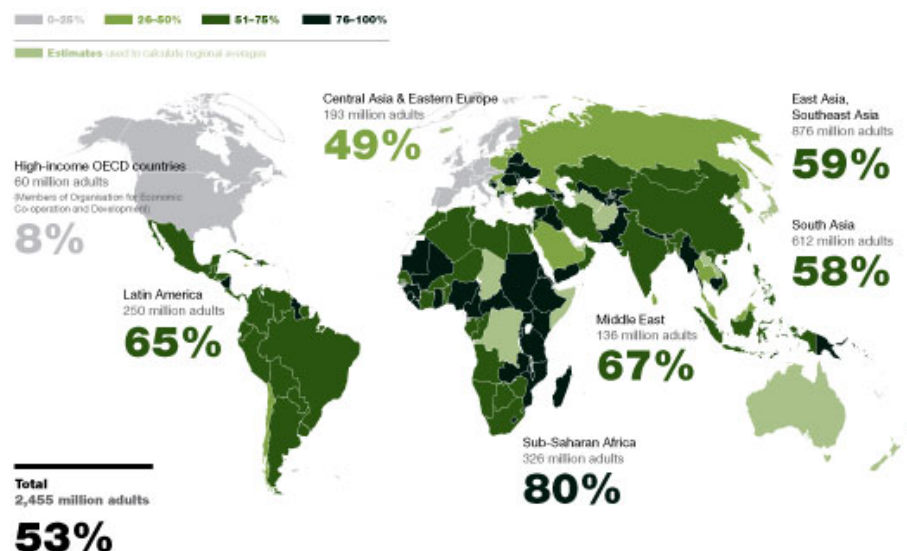 0-25% 26-50% 51-75% 76-100%
Estimates used to calculate regional averages
Central Asia & Eastern Europe
193 million adults
49%
East Asia,
Southeast Asia
876 million adults
59%
High-income OECD countries
60 million adults
(Members of Organisation for Economic
Co-operation and Development)
8%
South Asia
612 million adults
58%
Latin America
250 million adults
65%
Middle East
136 million adults
67%
Sub-Saharan Africa
326 million adults
80%
Total
2,455 million adults
53%